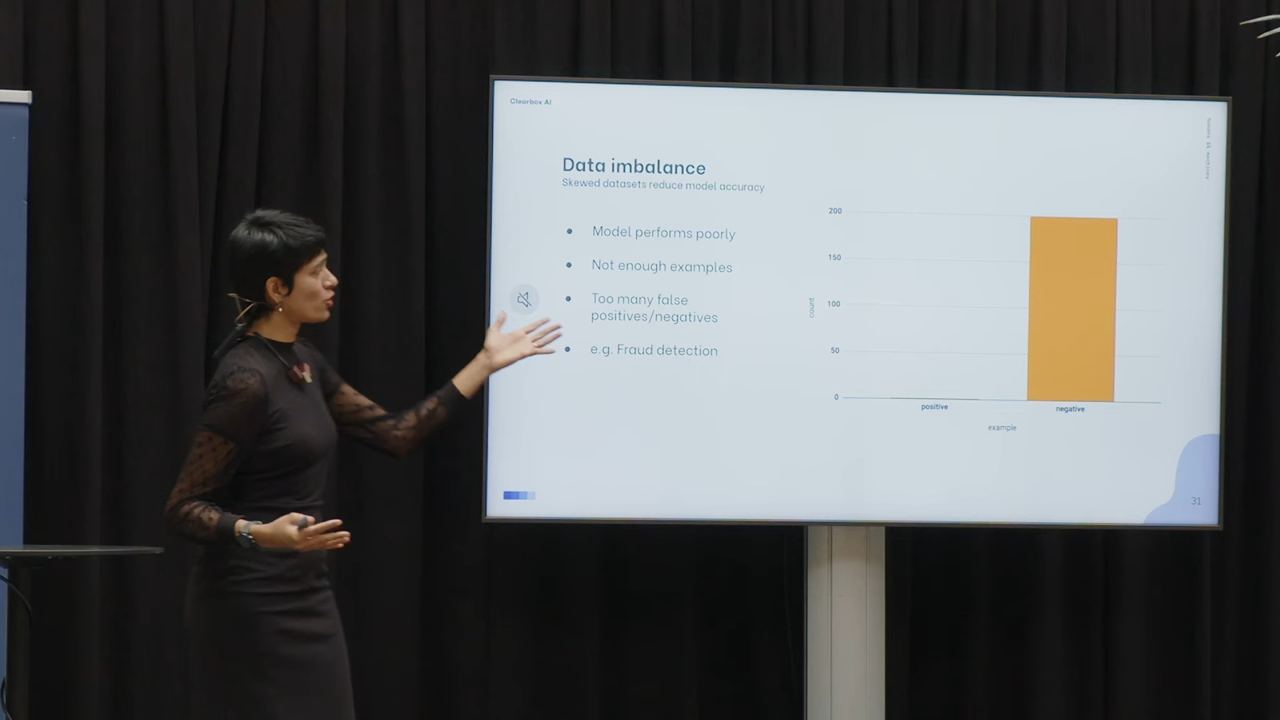 Clearbox AI
Data imbalance
Skewed datasets reduce model accuracy
Model performs poorly
Not enough examples
Too many false
positives/negatives
e.g. Fraud detection
200
150
100
50
0
count
positive
negative
example
31